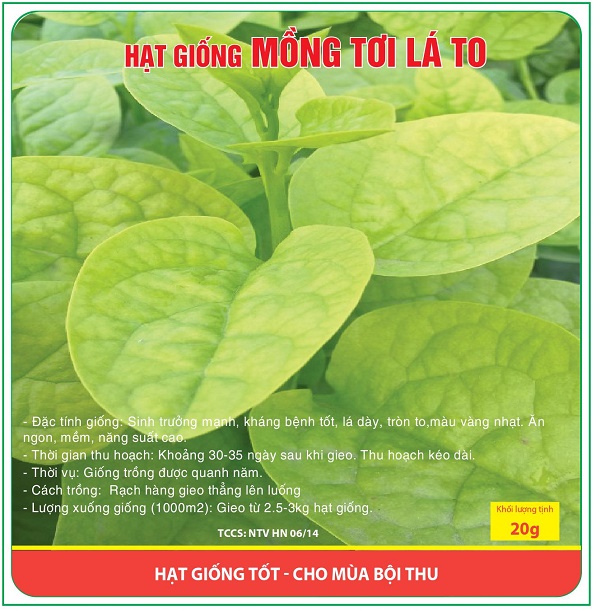 HẠT GIỐNG MỒNG TƠI LÁ TO
- Đặc tính giống: Sinh trưởng mạnh, kháng bệnh tốt, lá dày, tròn to,màu vàng nhạt. Ăn
ngon, mềm, năng suất cao.
- Thời gian thu hoạch: Khoảng 30-35 ngày sau khi gieo. Thu hoạch kéo dài.
- Thời vụ: Giống trồng được quanh năm.
- Cách trồng: Rạch hàng gieo thẳng lên luống
- Lượng xuống giống (1000m2): Gieo từ 2.5-3kg hạt giống.
Khối lượng tịnh
20g
TCCS: NTV HN 06/14
HẠT GIỐNG TỐT - CHO MÙA BỘI THU